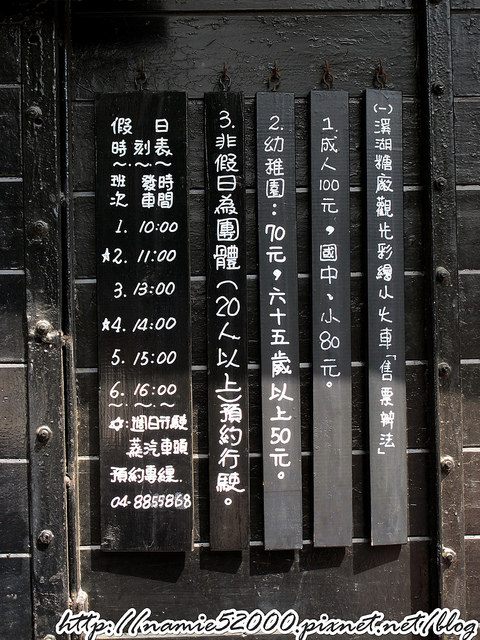 (一)溪湖糖廠觀光彩繪小火車「售票辦法」
1.成人100元，國中、小80元。
2.幼稚園：70元，六十五歲以上50元。
3.非假日為團體(20人以上)預約行駛。
假日
時刻表
班次 發車時間
1. 10:00
☆2. 11:00
3. 13:00
☆4. 14:00
5. 15:00
6. 16:00
☆:週日行駛
蒸汽車頭
預約專線
04-8855868
http://namie52000.pixnet.net/blog